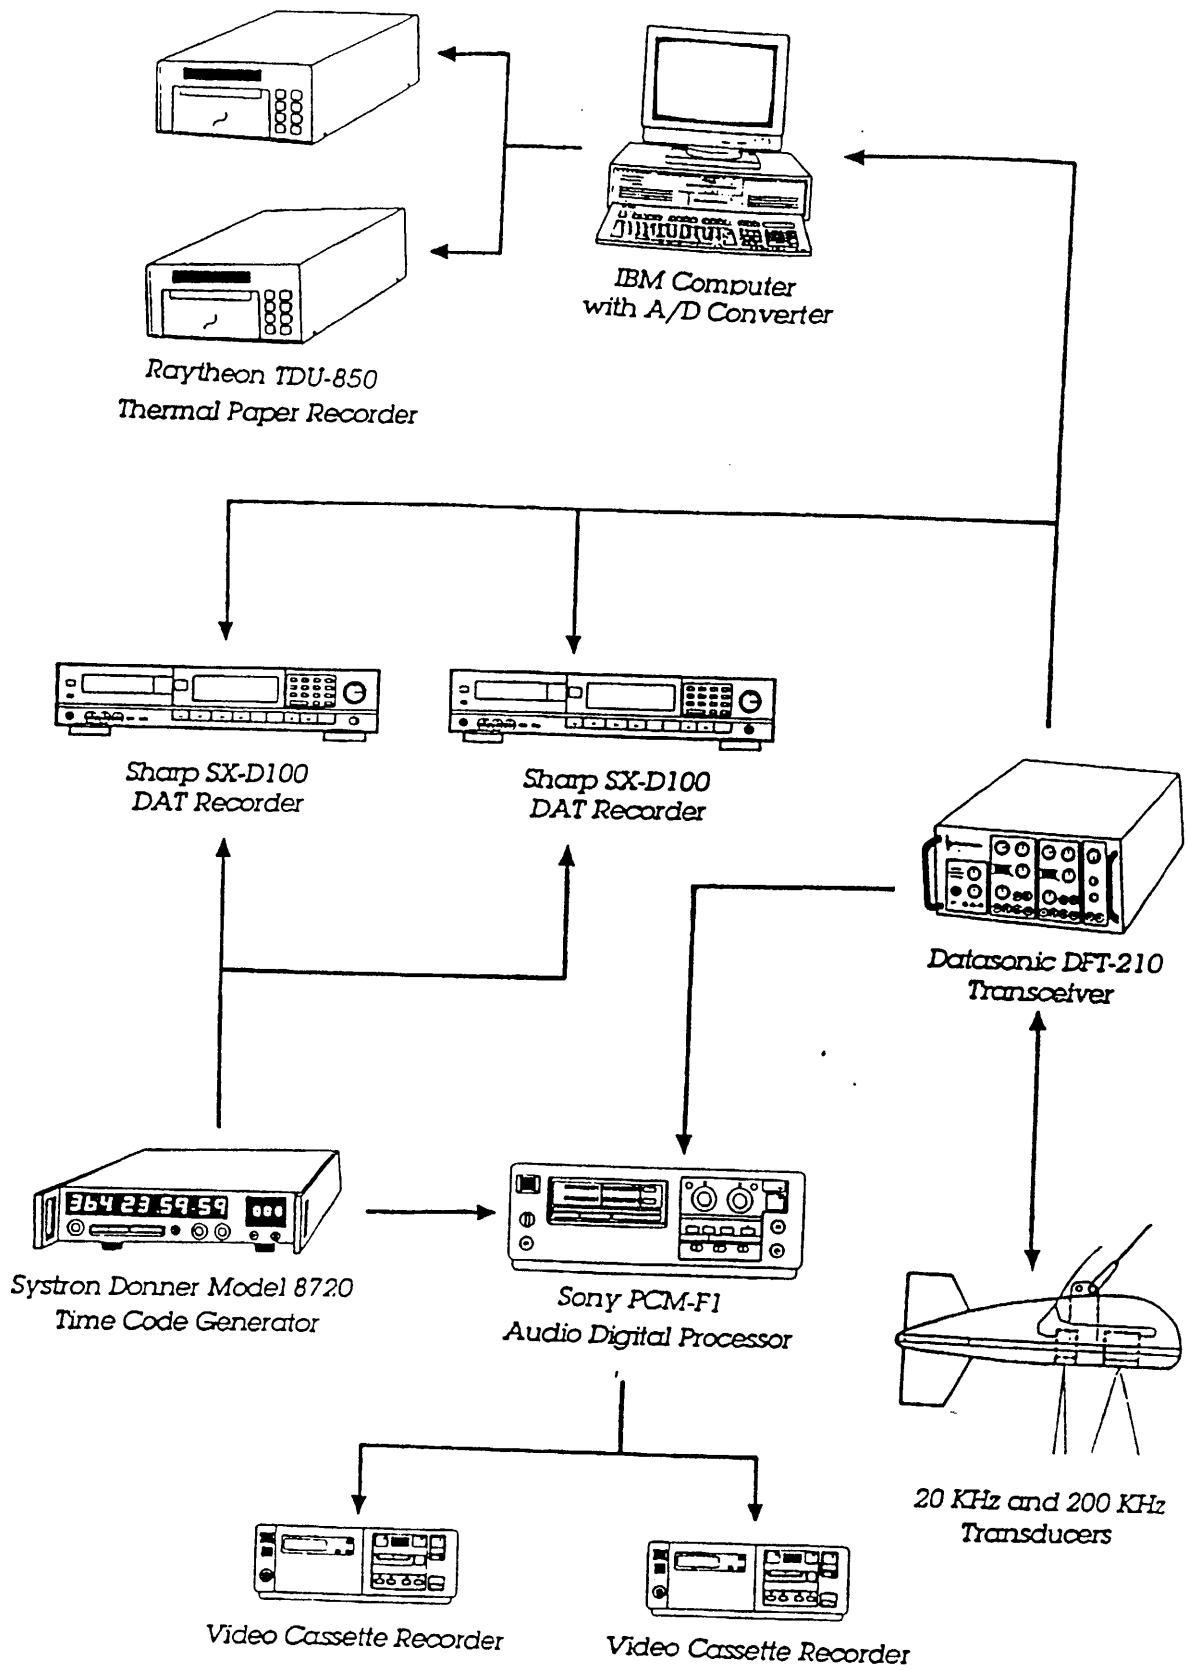 IBM Computer
with A/D Converter
Raytheon TDU-850
Thermal Paper Recorder
Sharp SX-D100
DAT Recorder
Sharp SX-D100
DAT Recorder
Datasonic DFT-210
Transceiver
364 23.59-59
000
Systron Donner Model 8720
Time Code Generator
Sony PCM-F1
Audio Digital Processor
20 KHz and 200 KHz
Transducers
Video Cassette Recorder
Video Cassette Recorder